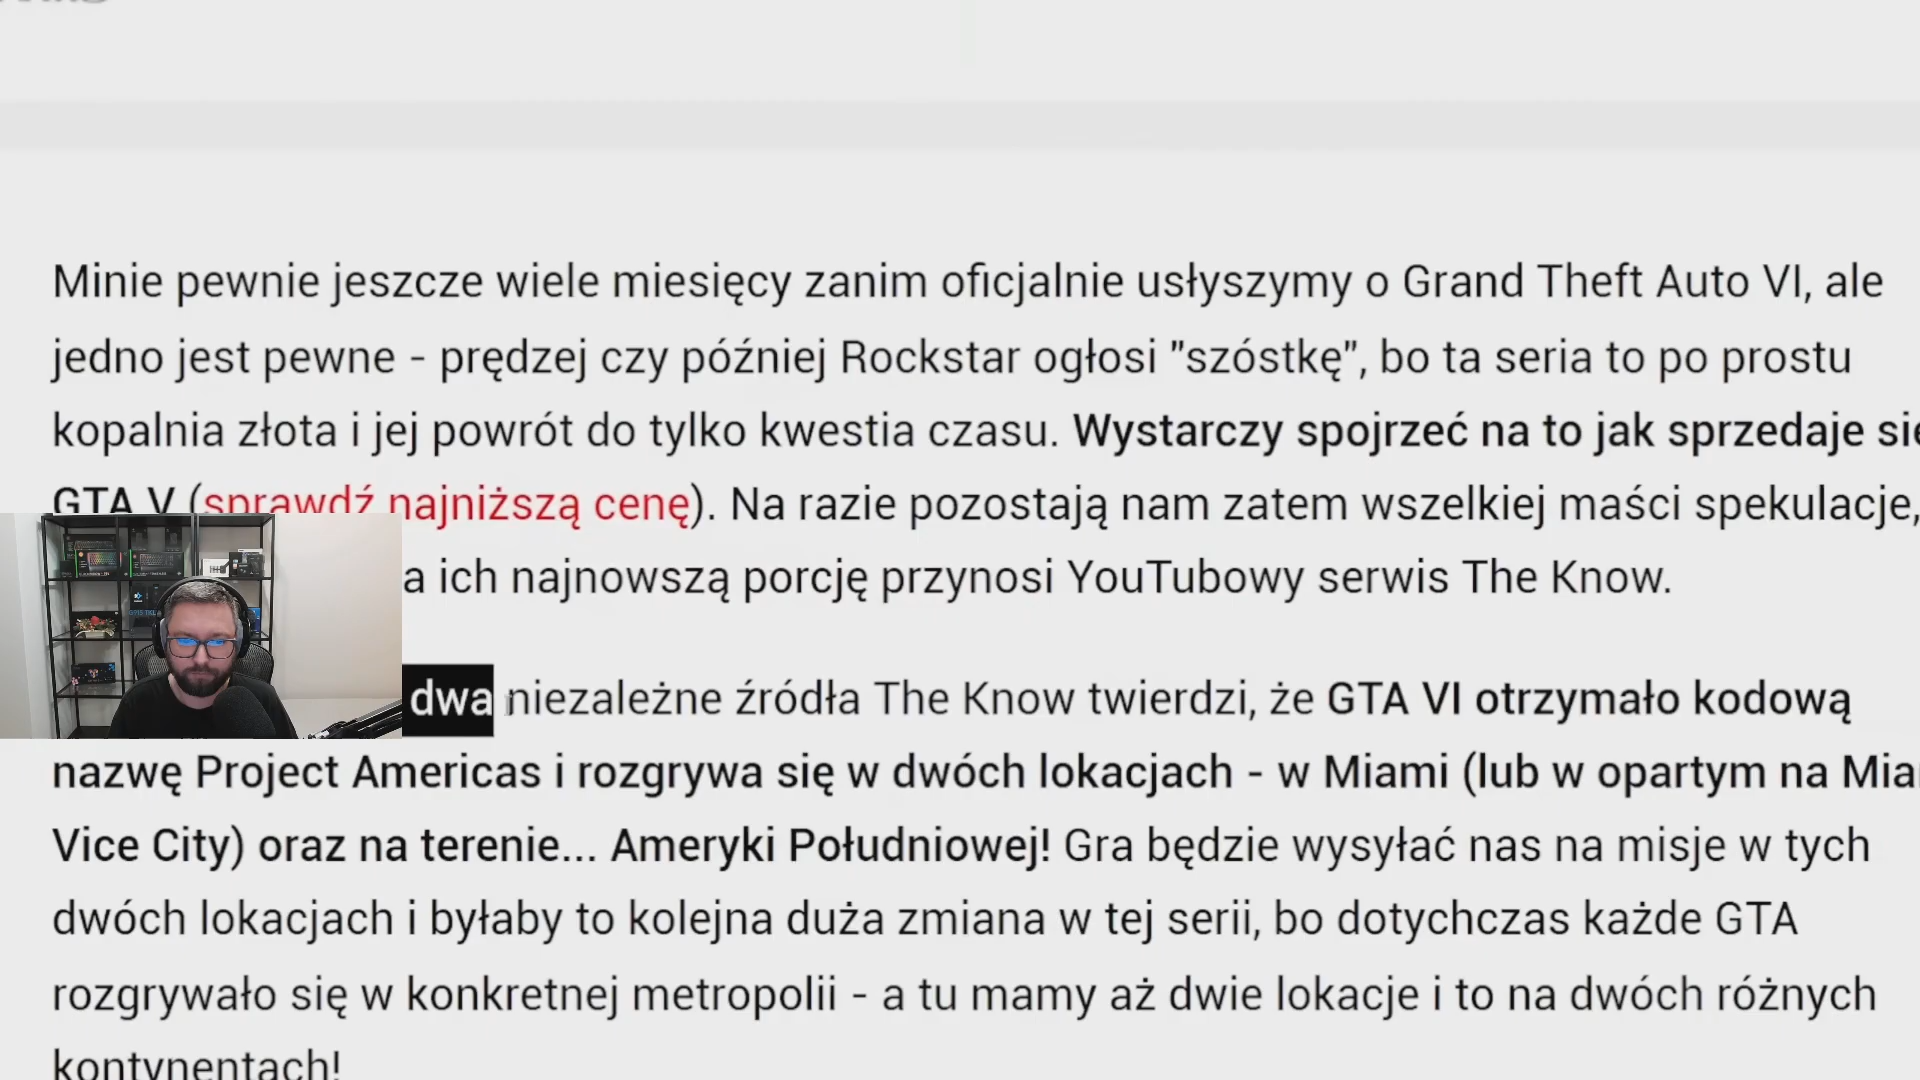 Minie pewnie jeszcze wiele miesięcy zanim oficjalnie usłyszymy o Grand Theft Auto VI, ale
jedno jest pewne - prędzej czy później Rockstar ogłosi "szóstkę", bo ta seria to po prostu
kopalnia złota i jej powrót do tylko kwestia czasu. Wystarczy spojrzeć na to jak sprzedaje
GTA V (sprawdź najniższą cenę). Na razie pozostają nam zatem wszelkiej maści spekulacje,
a ich najnowszą porcję przynosi YouTubowy serwis The Know.
dwa niezależne źródła The Know twierdzi, że GTA VI otrzymało kodową
nazwę Project Americas i rozgrywa się w dwóch lokacjach - w Miami (lub w opartym na
Vice City) oraz na terenie... Ameryki Południowej! Gra będzie wysyłać nas na misje w tych
dwóch lokacjach i byłaby to kolejna duża zmiana w tej serii, bo dotychczas każde GTA
rozgrywało się w konkretnej metropolii - a tu mamy aż dwie lokacje i to na dwóch różnych
kontynentach!